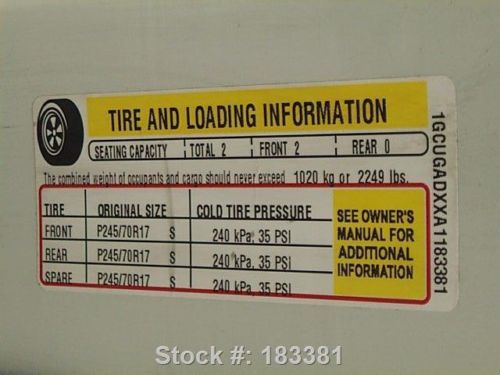 TIRE AND LOADING INFORMATION
SEATING CAPACITY TOTAL 2 FRONT 2 REAR 0
The combined weight of occupants and cargo should never exceed 1020 kg or 2249 lbs.
TIRE ORIGINAL SIZE COLD TIRE PRESSURE
FRONT P245/70R17 S 240 kPa, 35 PSI
REAR P245/70R17 S 240 kPa, 35 PSI
SPARE P245/70R17 S 240 kPa, 35 PSI
SEE OWNER'S
MANUAL FOR
ADDITIONAL
INFORMATION
1GCUGADXXA1183381
Stock #: 183381